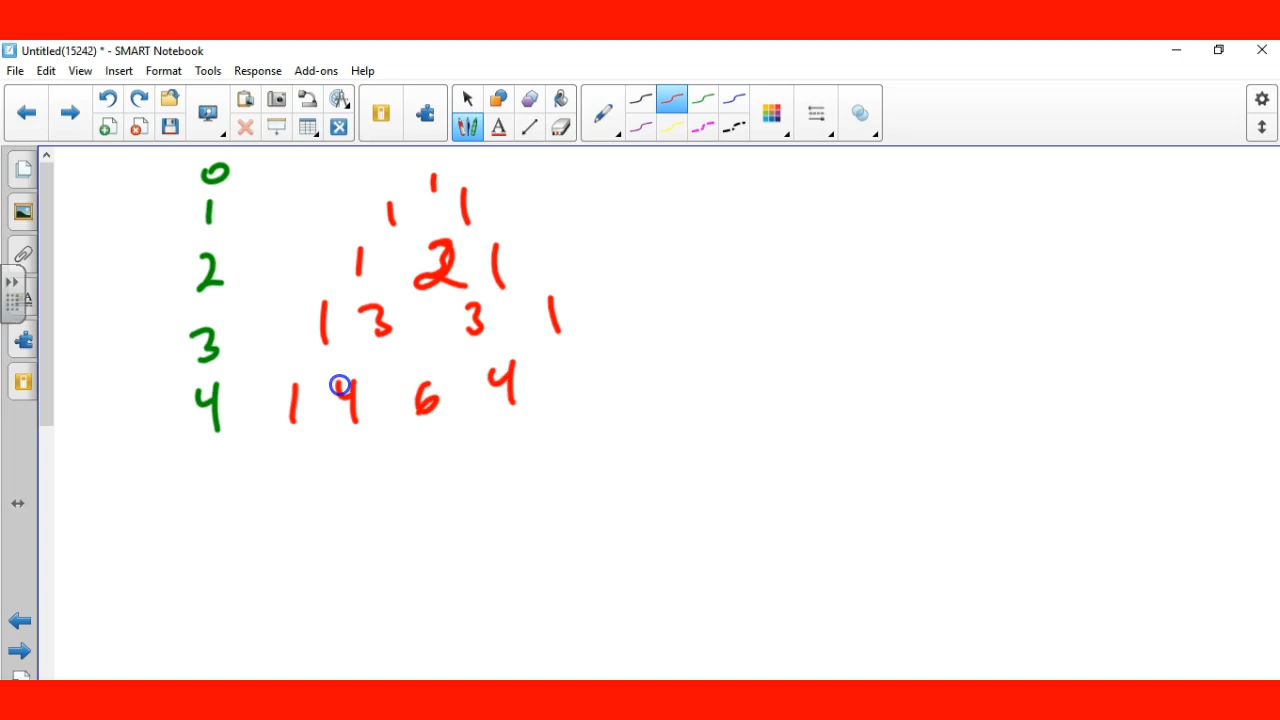 Untitled(15242) * - SMART Notebook
File Edit View Insert Format Tools Response Add-ons Help
0 1
1 1 1
2 1 2 1
3 1 3 3 1
4 1 4 6 4